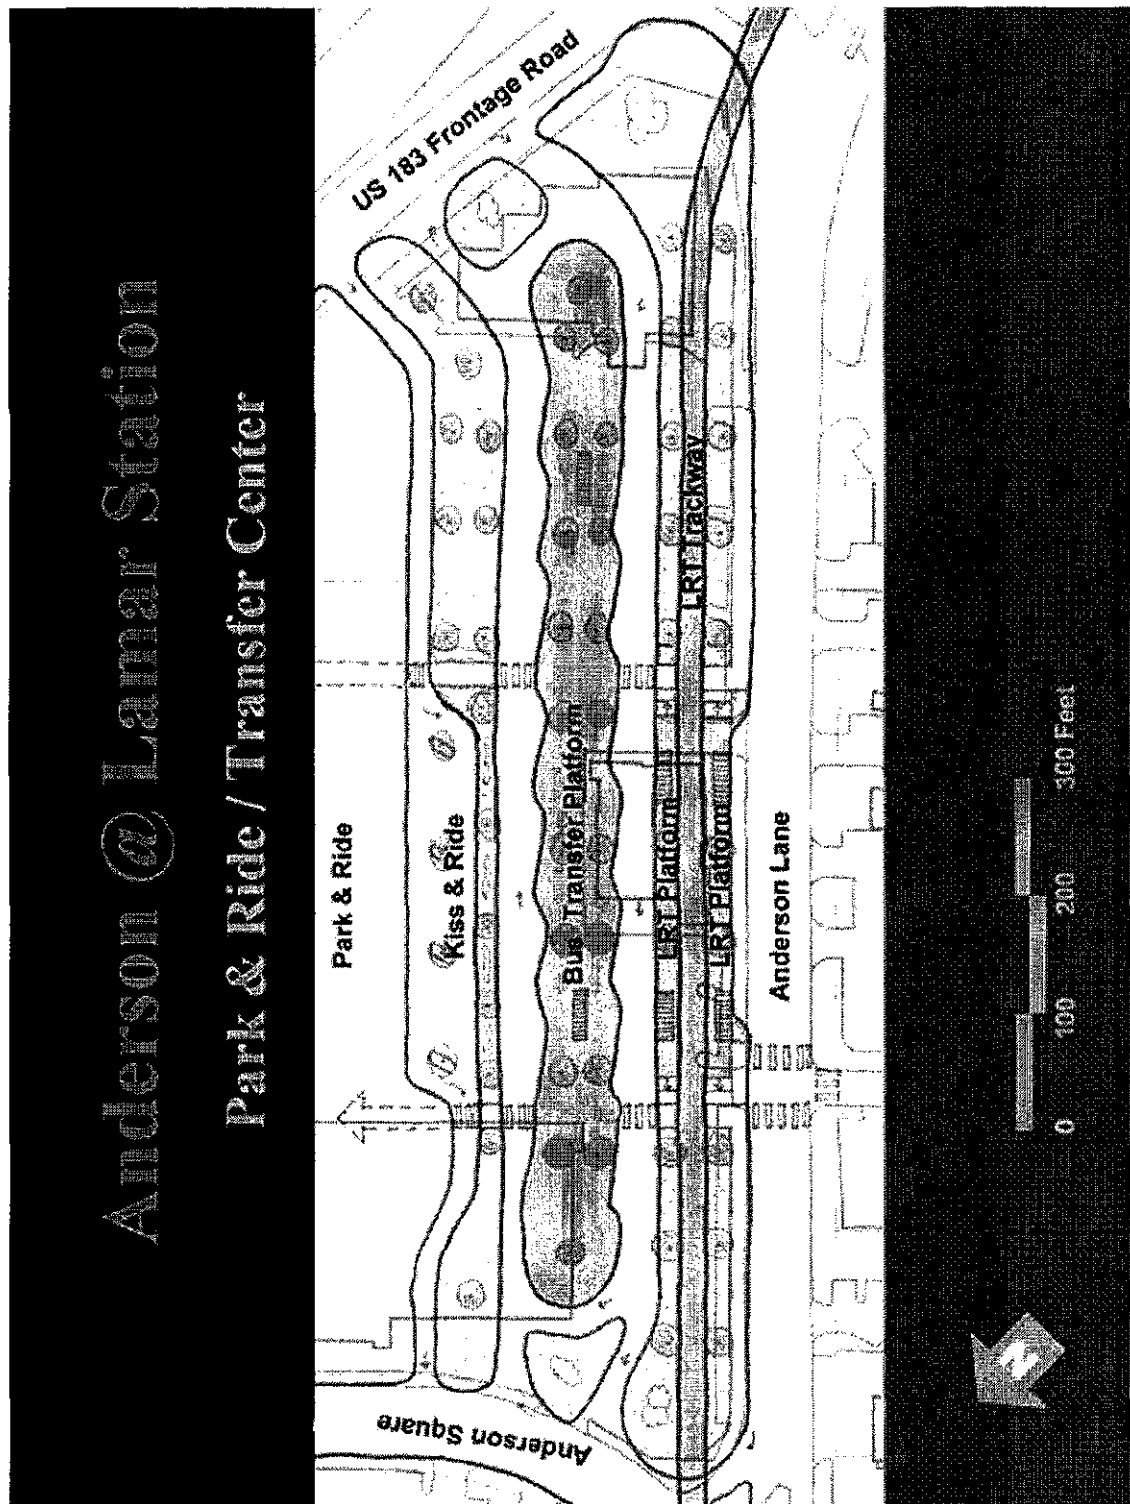 Anderson @ Lamar Station
Park & Ride / Transfer Center
US 183 Frontage Road
Park & Ride
Kiss & Ride
Bus Transfer Platform
LRT Trackway
LRT Platform
LRT Platform
Anderson Lane
Anderson Square
0 100 200 300 Feet
N